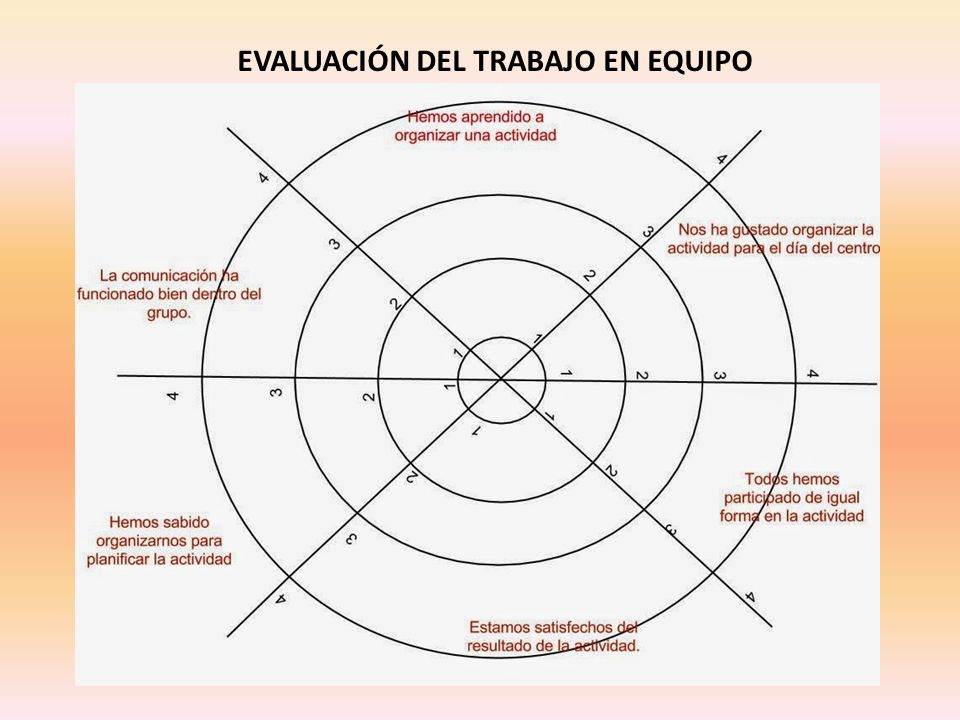 EVALUACIÓN DEL TRABAJO EN EQUIPO
Hemos aprendido a
organizar una actividad
4
4
3
3
Nos ha gustado organizar la
actividad para el día del centro
La comunicación ha
funcionado bien dentro del
grupo.
2
2
1
1
4
3
2
1
1
2
3
4
1
1
2
2
Todos hemos
participado de igual
forma en la actividad
Hemos sabido
organizarnos para
planificar la actividad
3
3
4
4
Estamos satisfechos del
resultado de la actividad.